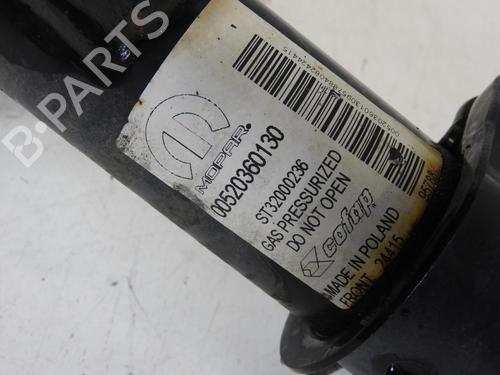 B-PARTS
MOPAR
00520360130
ST32000236
GAS PRESSURIZED
DO NOT OPEN
cofap
MADE IN POLAND
FRONT 24415